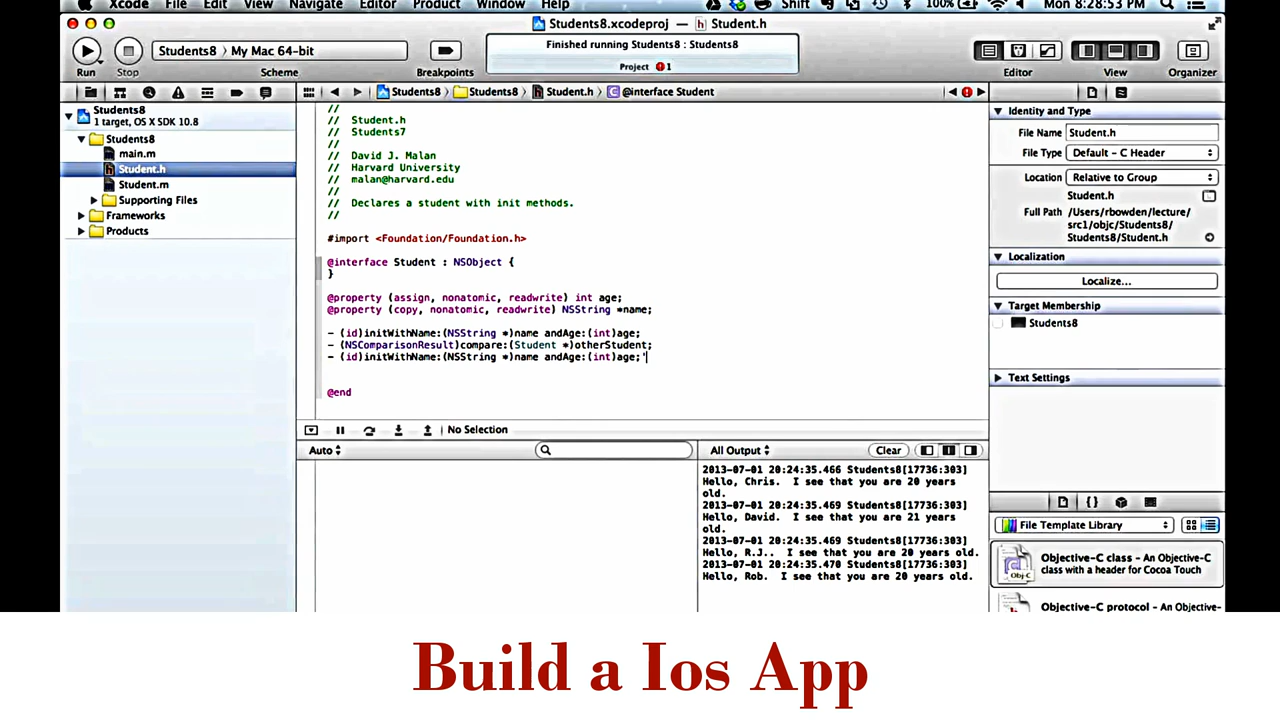 Xcode File Edit View Navigate Editor Product Window Shift 100% Mon 8:28:53 PM
Students8.xcodeproj — Student.h
Students8 〉 My Mac 64-bit
Finished running Students8 : Students8
Project 1
Run Stop Scheme Breakpoints Editor View Organizer
Students8 〉 Students8 〉 Student.h 〉 @interface Student
Students8
1 target, OS X SDK 10.8
Students8
main.m
Student.h
Student.m
Supporting Files
Frameworks
Products
//
// Student.h
// Students7
//
// David J. Malan
// Harvard University
// malan@harvard.edu
//
// Declares a student with init methods.
//
#import <Foundation/Foundation.h>
@interface Student : NSObject {
}
@property (assign, nonatomic, readwrite) int age;
@property (copy, nonatomic, readwrite) NSString *name;
- (id)initWithName:(NSString *)name andAge:(int)age;
- (NSComparisonResult)compare:(Student *)otherStudent;
- (id)initWithName:(NSString *)name andAge:(int)age;'
@end
No Selection
Auto
All Output
Clear
2013-07-01 20:24:35.466 Students8[17736:303]
Hello, Chris. I see that you are 20 years
old.
2013-07-01 20:24:35.469 Students8[17736:303]
Hello, David. I see that you are 21 years
old.
2013-07-01 20:24:35.469 Students8[17736:303]
Hello, R.J.. I see that you are 20 years old.
2013-07-01 20:24:35.470 Students8[17736:303]
Hello, Rob. I see that you are 20 years old.
Identity and Type
File Name Student.h
File Type Default - C Header
Location Relative to Group
Student.h
Full Path /Users/rbowden/lecture/
src1/objc/Students8/
Students8/Student.h
Localization
Localize...
Target Membership
Students8
Text Settings
{ }
File Template Library
Objective-C class - An Objective-C
class with a header for Cocoa Touch
Obj-C
Objective-C protocol - An Objective-
Build a Ios App